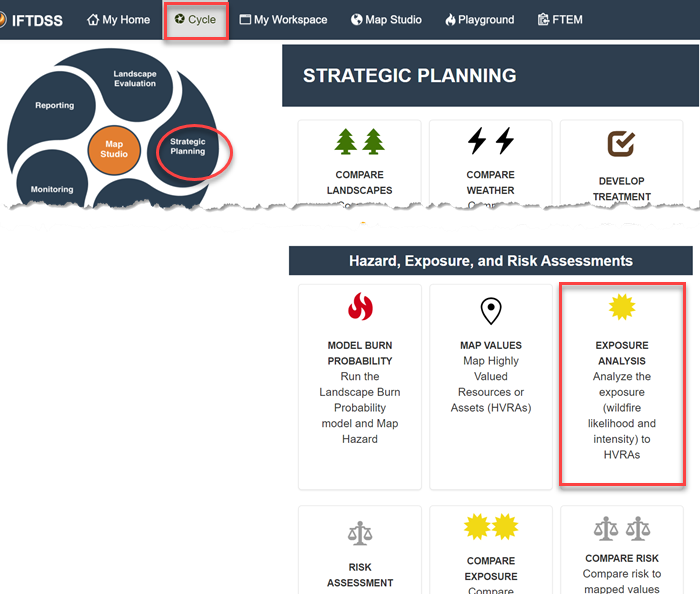 IFTDSS My Home Cycle My Workspace Map Studio Playground FTEM
Landscape
Evaluation
Reporting
Strategic
Planning
Map
Studio
Monitoring
STRATEGIC PLANNING
COMPARE
LANDSCAPES
COMPARE
WEATHER
DEVELOP
TREATMENT
Hazard, Exposure, and Risk Assessments
MODEL BURN
PROBABILITY
Run the
Landscape Burn
Probability
model and Map
Hazard
MAP VALUES
Map Highly
Valued
Resources or
Assets (HVRAs)
EXPOSURE
ANALYSIS
Analyze the
exposure
(wildfire
likelihood and
intensity) to
HVRAs
RISK
ASSESSMENT
COMPARE
EXPOSURE
Compare
COMPARE RISK
Compare risk to
mapped values